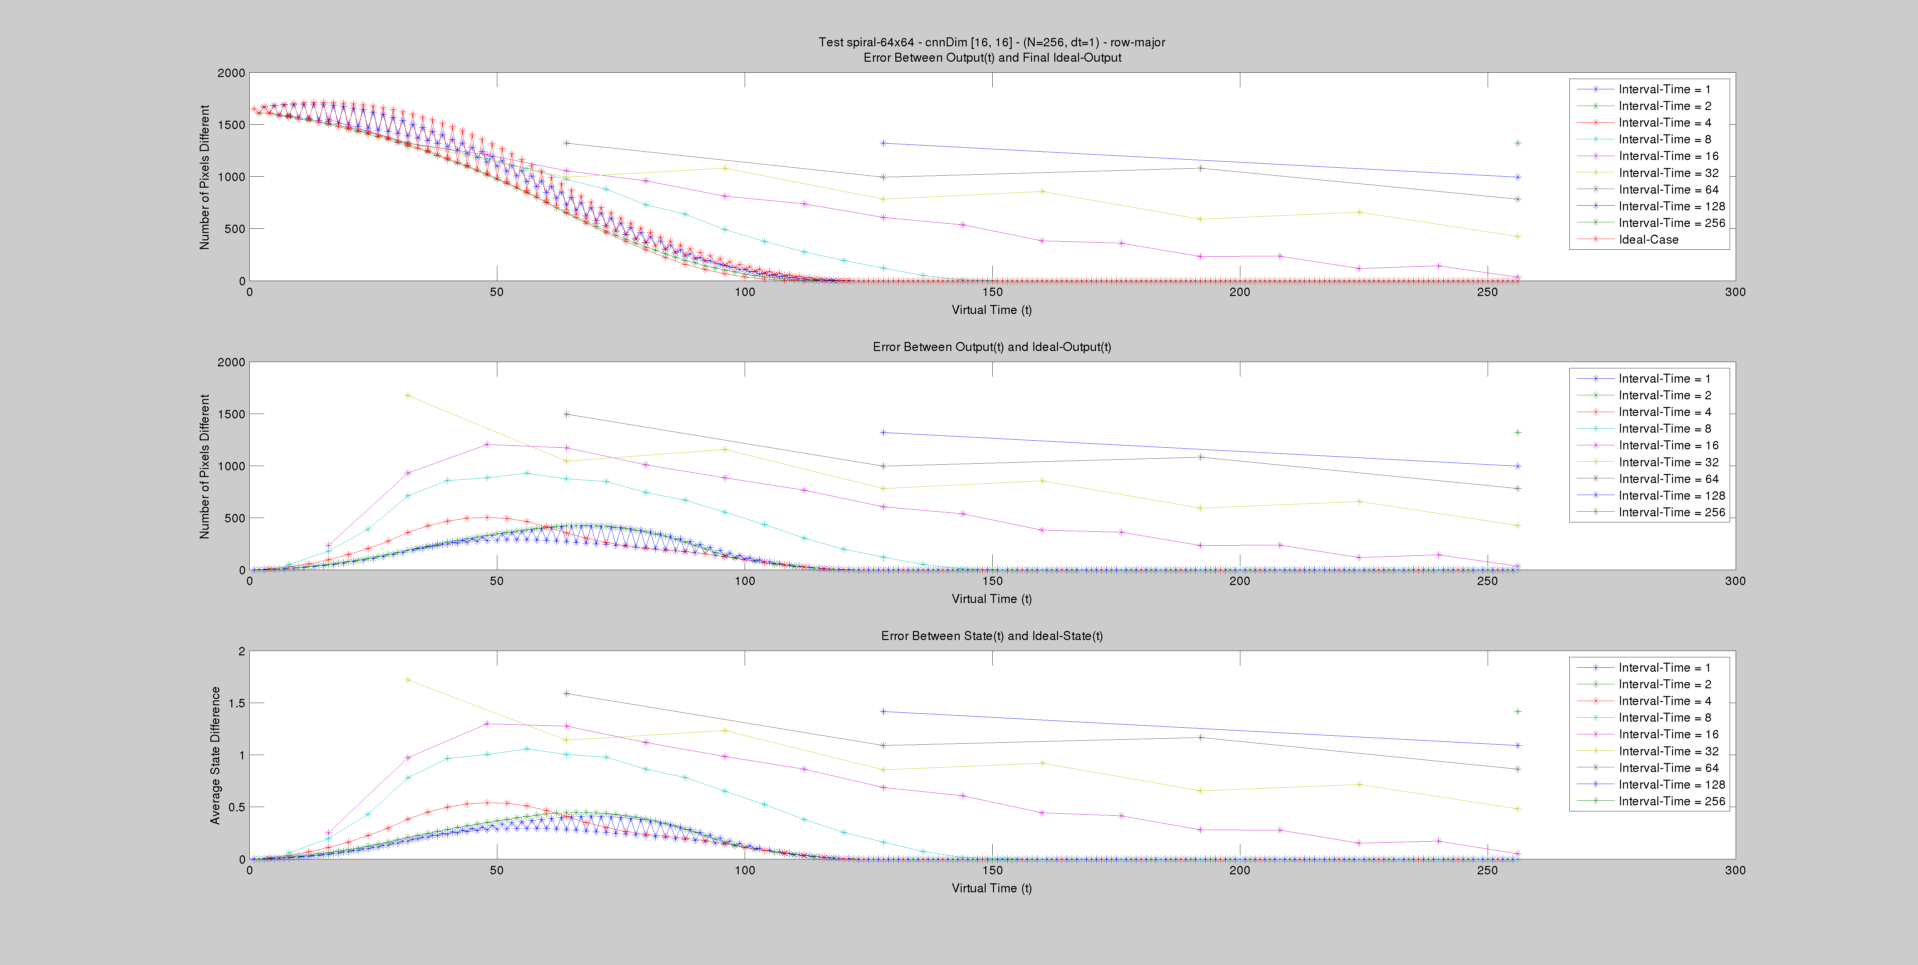 Test spiral-64x64 - cnnDim [16, 16] - (N=256, dt=1) - row-major
Error Between Output(t) and Final Ideal-Output
Number of Pixels Different
2000
1500
1000
500
0
0 50 100 150 200 250 300
Virtual Time (t)
Interval-Time = 1
Interval-Time = 2
Interval-Time = 4
Interval-Time = 8
Interval-Time = 16
Interval-Time = 32
Interval-Time = 64
Interval-Time = 128
Interval-Time = 256
Ideal-Case
Error Between Output(t) and Ideal-Output(t)
Number of Pixels Different
2000
1500
1000
500
0
0 50 100 150 200 250 300
Virtual Time (t)
Interval-Time = 1
Interval-Time = 2
Interval-Time = 4
Interval-Time = 8
Interval-Time = 16
Interval-Time = 32
Interval-Time = 64
Interval-Time = 128
Interval-Time = 256
Error Between State(t) and Ideal-State(t)
Average State Difference
2
1.5
1
0.5
0
0 50 100 150 200 250 300
Virtual Time (t)
Interval-Time = 1
Interval-Time = 2
Interval-Time = 4
Interval-Time = 8
Interval-Time = 16
Interval-Time = 32
Interval-Time = 64
Interval-Time = 128
Interval-Time = 256